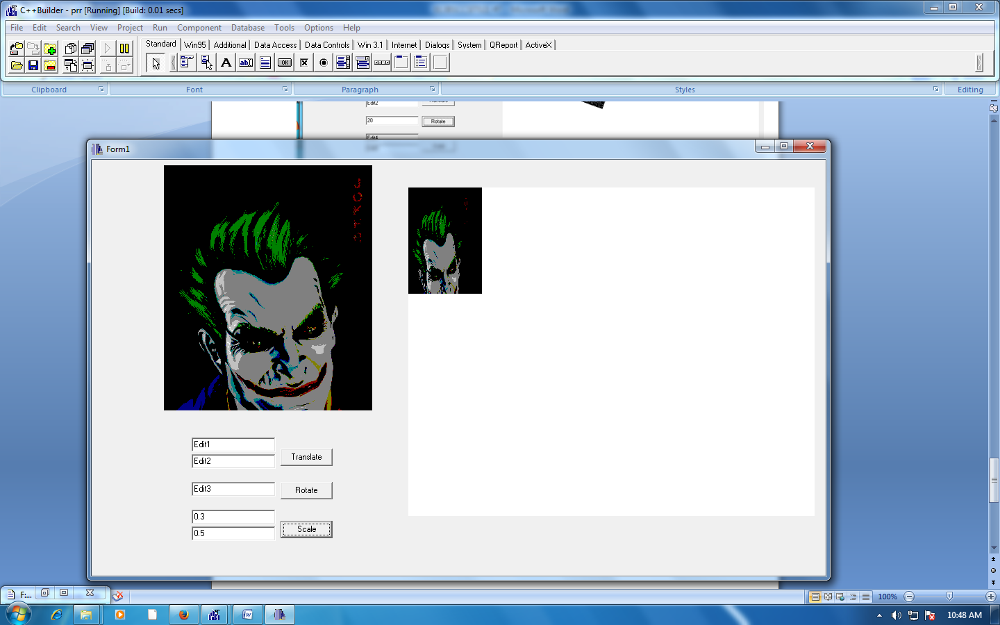 C++Builder - prr [Running] [Build: 0.01 secs]
File Edit Search View Project Run Component Database Tools Options Help
Standard Win95 Additional Data Access Data Controls Win 3.1 Internet Dialogs System QReport ActiveX
OK
Clipboard Font Paragraph Styles Editing
Edit2
20 Rotate
Edit4
Form1
Edit1
Edit2 Translate
Edit3 Rotate
0.3
0.5 Scale
F:...
100%
10:48 AM